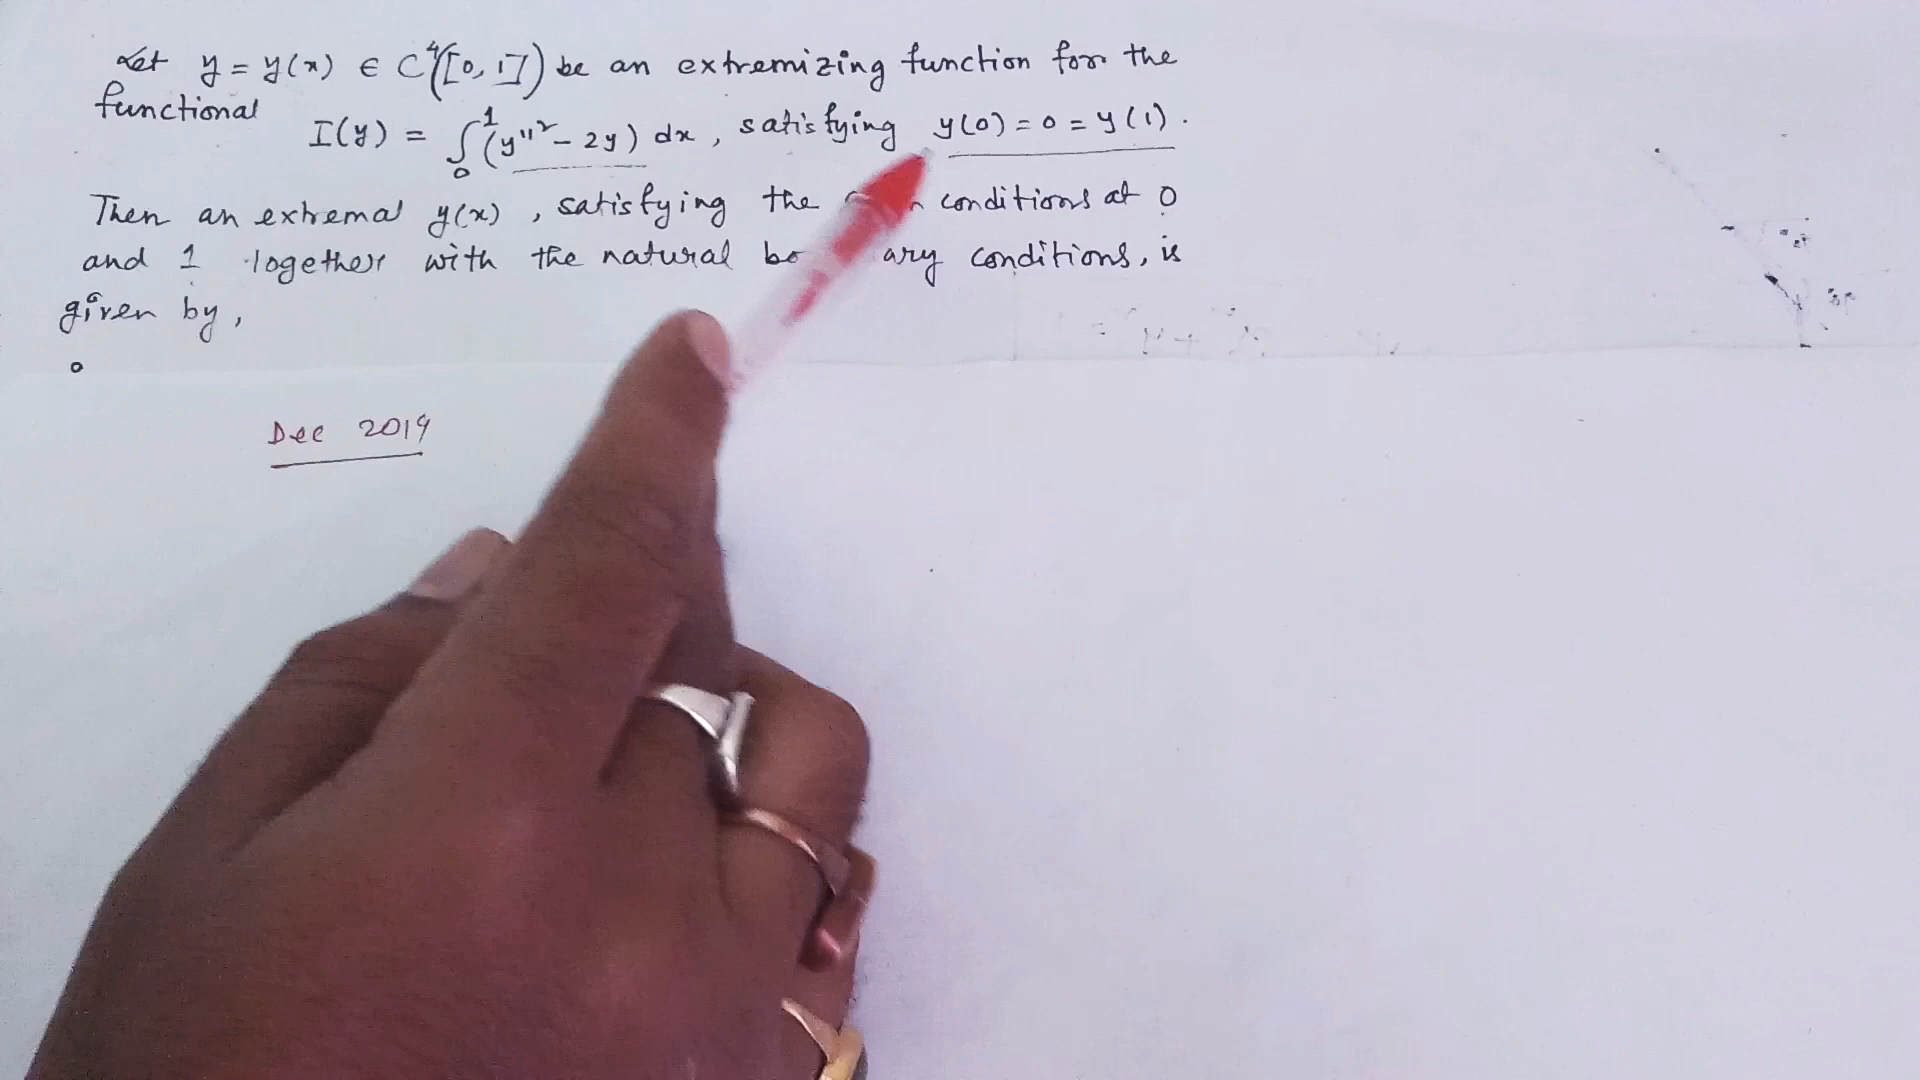 Let y = y(x) ∈ C⁴([0, 1]) be an extremizing function for the
functional
I(y) = ∫₀¹ (y''² - 2y) dx, satisfying y(0) = 0 = y(1).
Then an extremal y(x), satisfying the conditions at 0
and 1 together with the natural conditions, is
given by,
Dec 2019